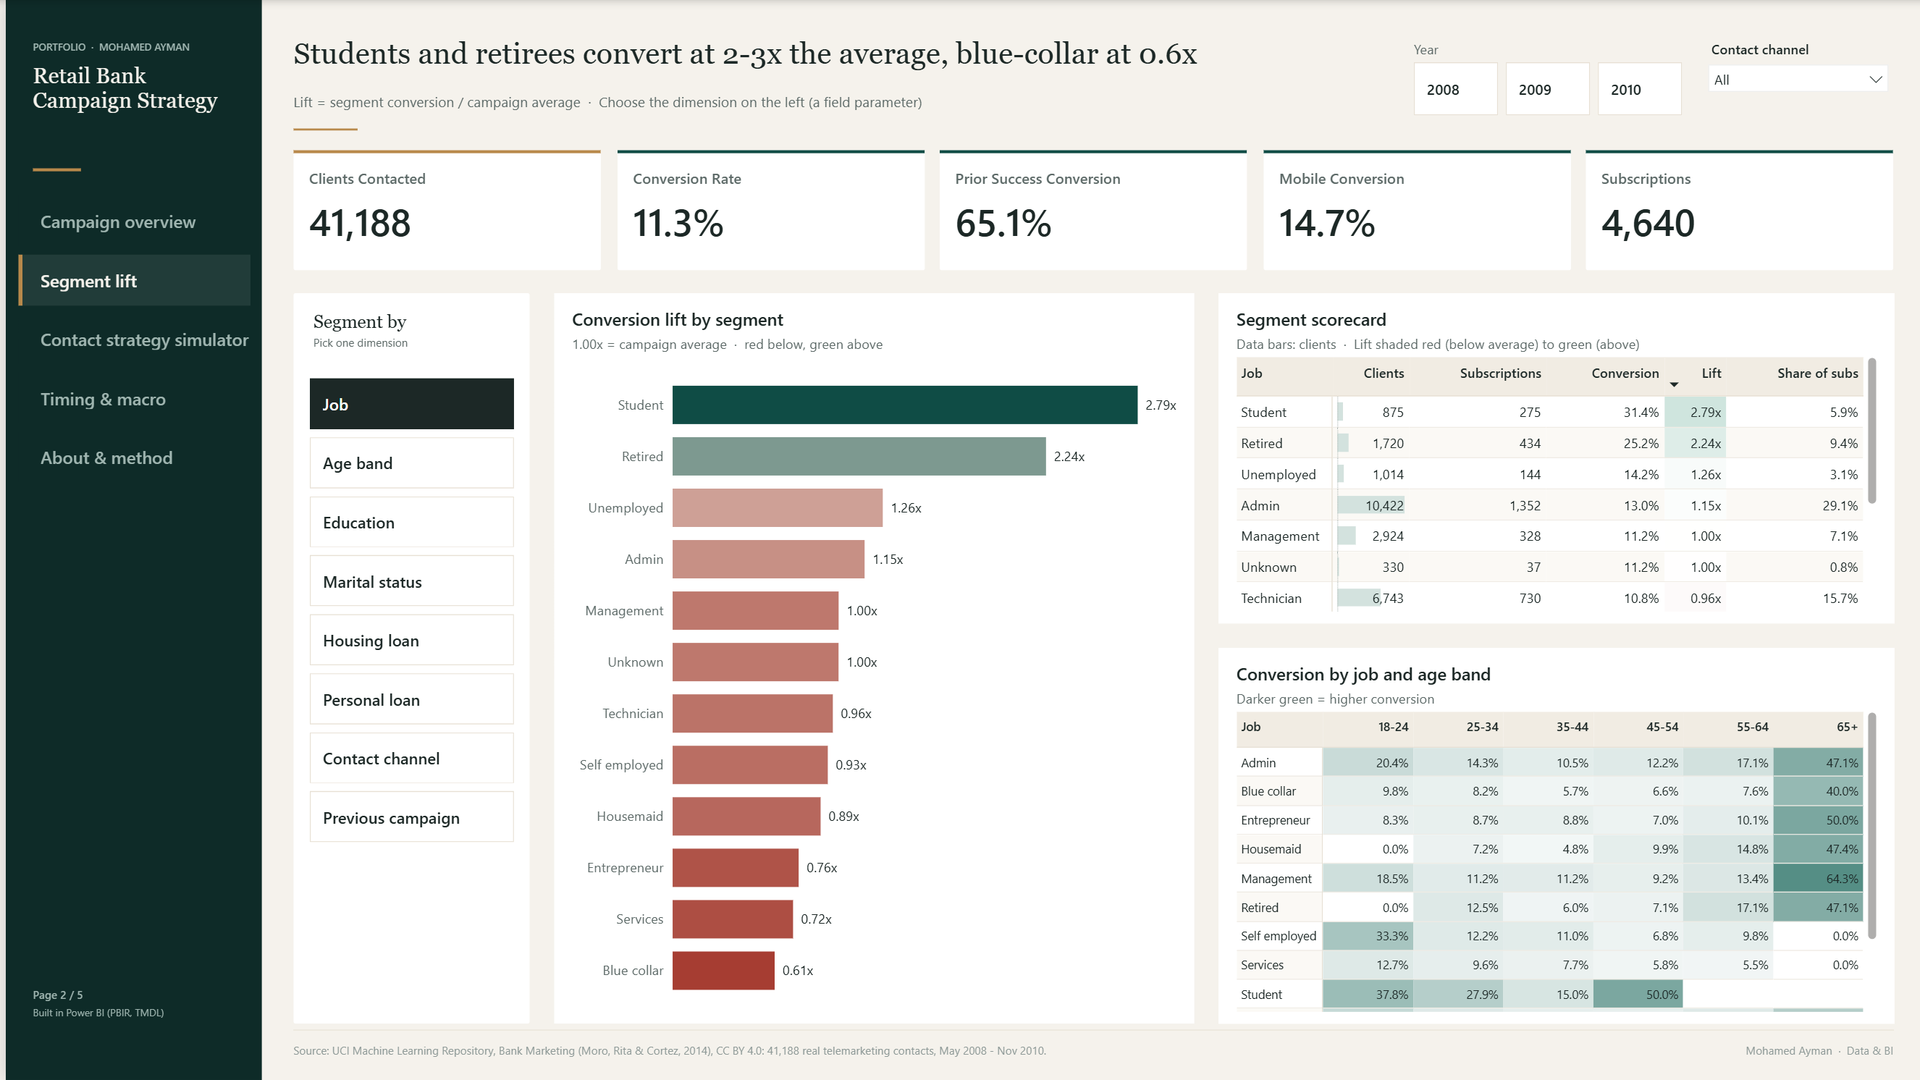 PORTFOLIO · MOHAMED AYMAN
Retail Bank
Campaign Strategy
Campaign overview
Segment lift
Contact strategy simulator
Timing & macro
About & method
Page 2 / 5
Built in Power BI (PBIR, TMDL)
Students and retirees convert at 2-3x the average, blue-collar at 0.6x
Lift = segment conversion / campaign average · Choose the dimension on the left (a field parameter)
Year
2008 2009 2010
Contact channel
All
Clients Contacted
41,188
Conversion Rate
11.3%
Prior Success Conversion
65.1%
Mobile Conversion
14.7%
Subscriptions
4,640
Segment by
Pick one dimension
Job
Age band
Education
Marital status
Housing loan
Personal loan
Contact channel
Previous campaign
Conversion lift by segment
1.00x = campaign average · red below, green above
Student 2.79x
Retired 2.24x
Unemployed 1.26x
Admin 1.15x
Management 1.00x
Unknown 1.00x
Technician 0.96x
Self employed 0.93x
Housemaid 0.89x
Entrepreneur 0.76x
Services 0.72x
Blue collar 0.61x
Segment scorecard
Data bars: clients · Lift shaded red (below average) to green (above)
Job Clients Subscriptions Conversion Lift Share of subs
Student 875 275 31.4% 2.79x 5.9%
Retired 1,720 434 25.2% 2.24x 9.4%
Unemployed 1,014 144 14.2% 1.26x 3.1%
Admin 10,422 1,352 13.0% 1.15x 29.1%
Management 2,924 328 11.2% 1.00x 7.1%
Unknown 330 37 11.2% 1.00x 0.8%
Technician 6,743 730 10.8% 0.96x 15.7%
Conversion by job and age band
Darker green = higher conversion
Job 18-24 25-34 35-44 45-54 55-64 65+
Admin 20.4% 14.3% 10.5% 12.2% 17.1% 47.1%
Blue collar 9.8% 8.2% 5.7% 6.6% 7.6% 40.0%
Entrepreneur 8.3% 8.7% 8.8% 7.0% 10.1% 50.0%
Housemaid 0.0% 7.2% 4.8% 9.9% 14.8% 47.4%
Management 18.5% 11.2% 11.2% 9.2% 13.4% 64.3%
Retired 0.0% 12.5% 6.0% 7.1% 17.1% 47.1%
Self employed 33.3% 12.2% 11.0% 6.8% 9.8% 0.0%
Services 12.7% 9.6% 7.7% 5.8% 5.5% 0.0%
Student 37.8% 27.9% 15.0% 50.0%
Source: UCI Machine Learning Repository, Bank Marketing (Moro, Rita & Cortez, 2014), CC BY 4.0: 41,188 real telemarketing contacts, May 2008 - Nov 2010.
Mohamed Ayman · Data & BI